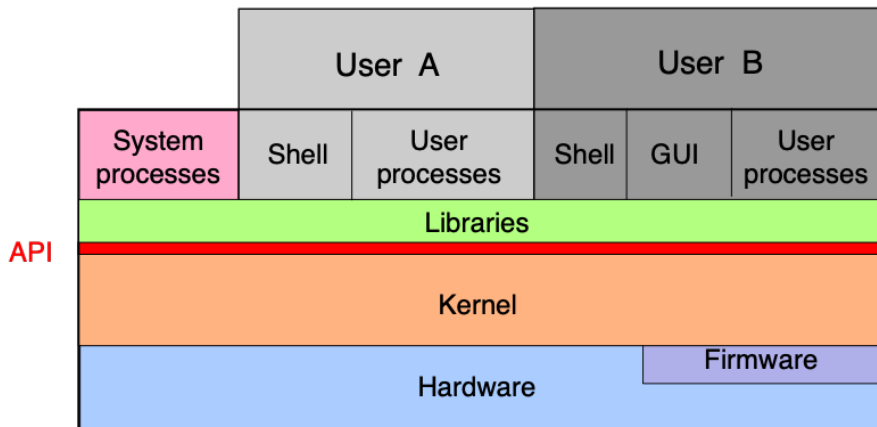 User A
User B
System
processes
Shell
User
processes
Shell
GUI
User
processes
Libraries
API
Kernel
Firmware
Hardware